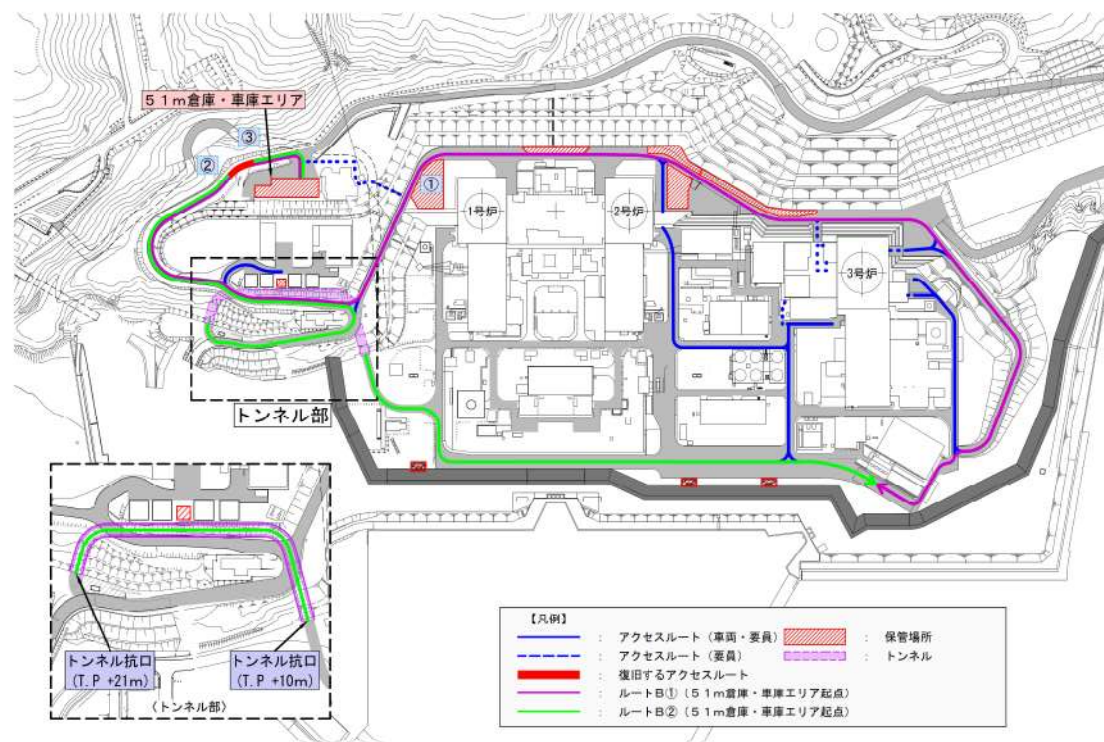 51m倉庫・車庫エリア
③
②
①
1号炉
2号炉
3号炉
トンネル部
トンネル抗口
(T.P +21m)
トンネル抗口
(T.P +10m)
(トンネル部)
【凡例】
: アクセスルート(車両・要員)
: 保管場所
: アクセスルート(要員)
: トンネル
: 復旧するアクセスルート
: ルートB①(51m倉庫・車庫エリア起点)
: ルートB②(51m倉庫・車庫エリア起点)